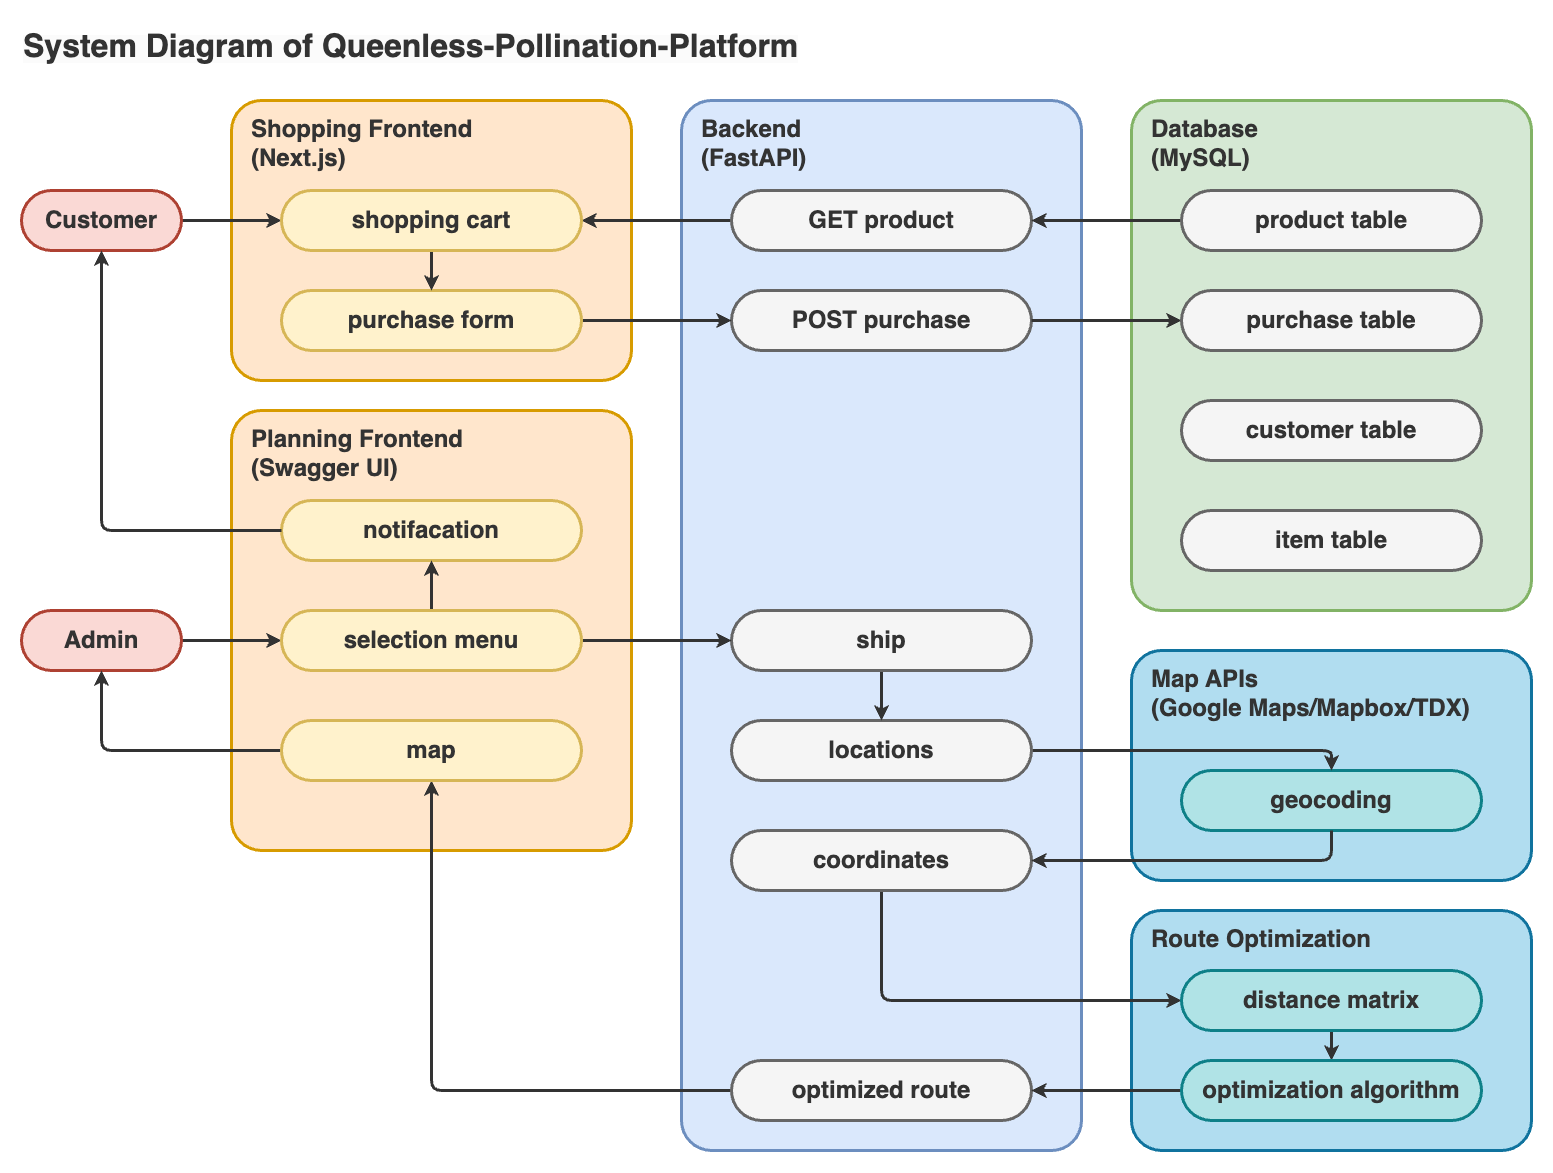 System Diagram of Queenless-Pollination-Platform
Shopping Frontend
(Next.js)
Backend
(FastAPI)
Database
(MySQL)
Customer
shopping cart
GET product
product table
purchase form
POST purchase
purchase table
customer table
Planning Frontend
(Swagger UI)
notifacation
item table
Admin
selection menu
ship
Map APIs
(Google Maps/Mapbox/TDX)
map
locations
geocoding
coordinates
Route Optimization
distance matrix
optimized route
optimization algorithm